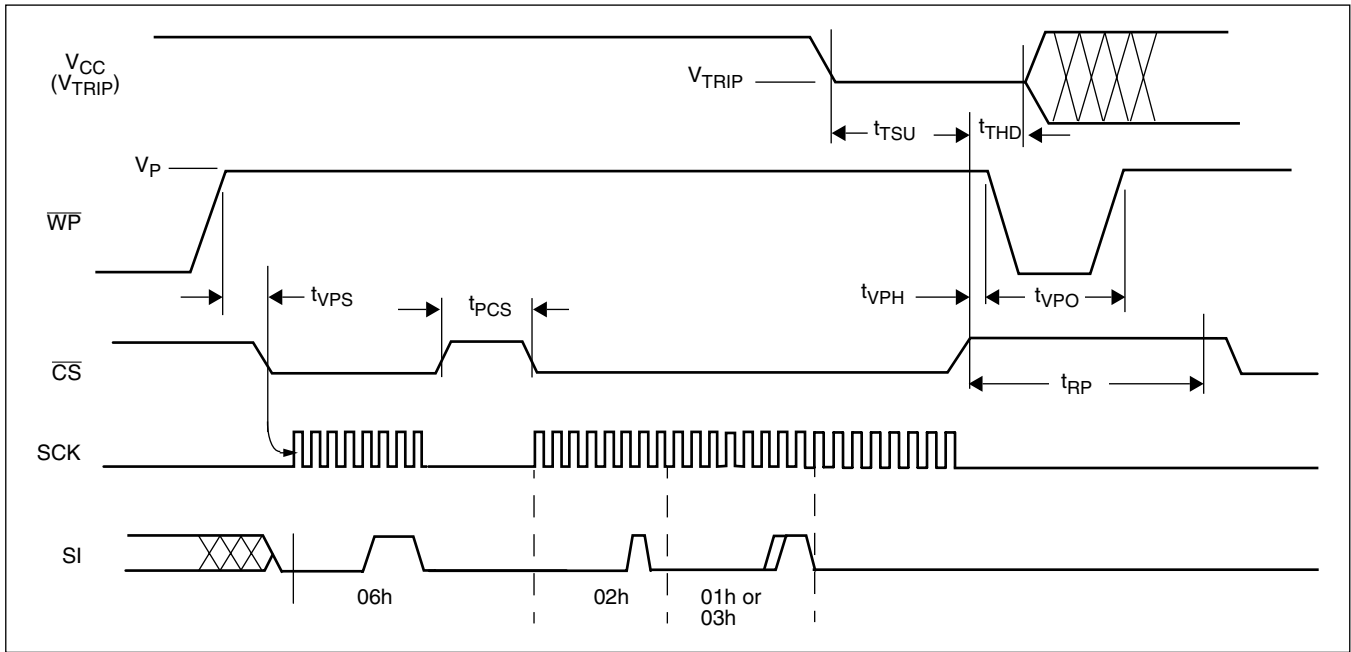 VCC
(VTRIP)
VTRIP
tTSU
tTHD
VP
WP
tVPS
tPCS
tVPH
tVPO
CS
tRP
SCK
SI
06h
02h
01h or
03h